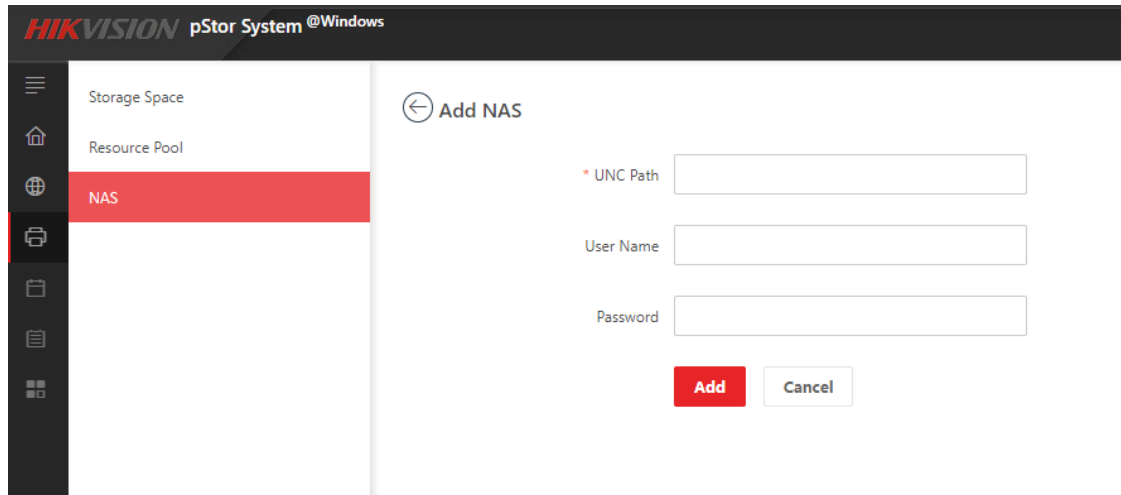 HIKVISION pStor System @Windows
Storage Space
Resource Pool
NAS
Add NAS
* UNC Path
User Name
Password
Add
Cancel